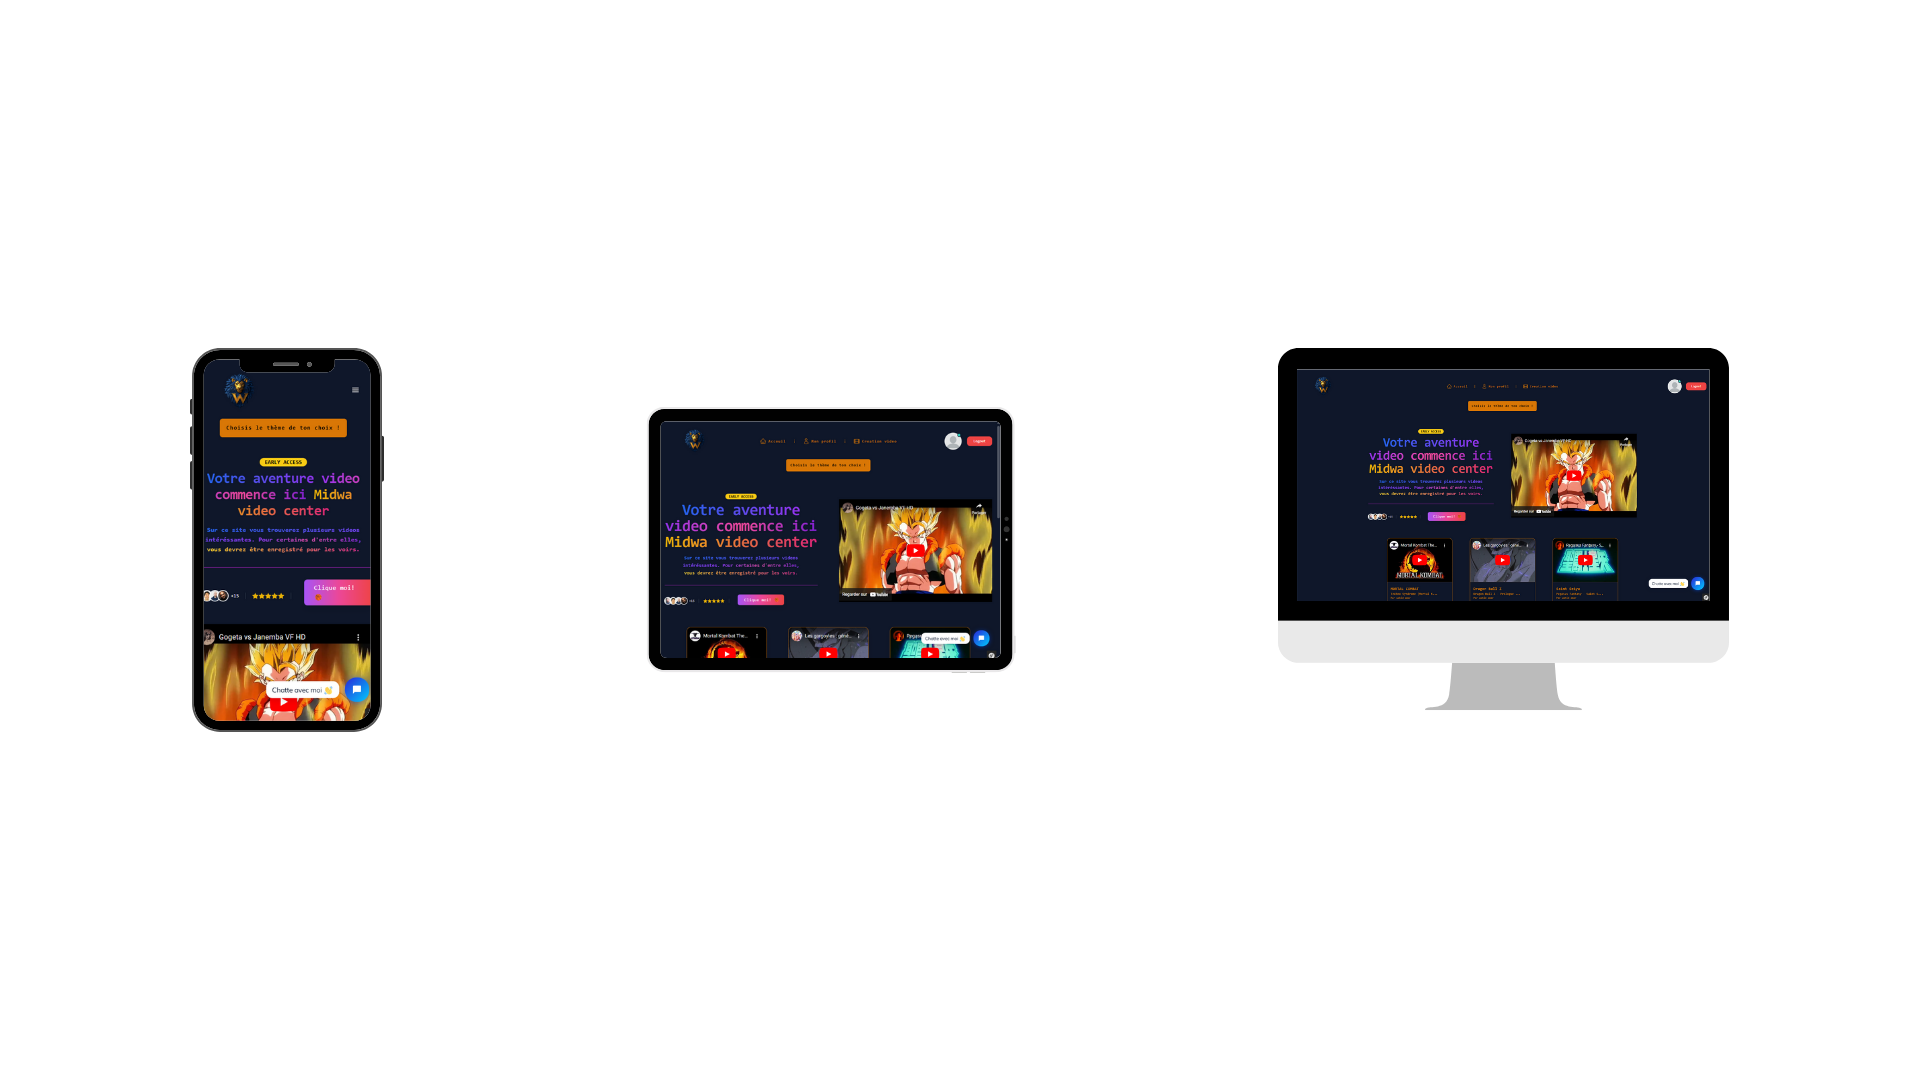 W
Choisis le thème de ton choix !
EARLY ACCESS
Votre aventure video
commence ici Midwa
video center
Sur ce site vous trouverez plusieurs videos
intéréssantes. Pour certaines d'entre elles,
vous devrez être enregistré pour les voirs.
+15
Clique moi!
Gogeta vs Janemba VF HD
Chatte avec moi 👋
W
Accueil | Mon profil | Creation video
Logout
Choisis le thème de ton choix !
EARLY ACCESS
Votre aventure
video commence ici
Midwa video center
Sur ce site vous trouverez plusieurs videos
intéréssantes. Pour certaines d'entre elles,
vous devrez être enregistré pour les voirs.
+15
Clique moi!
Gogeta vs Janemba VF HD
Partager
Regarder sur YouTube
Mortal Kombat The...
Les gargoyles : géné...
Chatte avec moi 👋
W
Accueil | Mon profil | Creation video
Logout
Choisis le thème de ton choix !
EARLY ACCESS
Votre aventure
video commence ici
Midwa video center
Sur ce site vous trouverez plusieurs videos
intéréssantes. Pour certaines d'entre elles,
vous devrez être enregistré pour les voirs.
Clique moi!
Gogeta vs Janemba VF HD
Partager
Regarder sur YouTube
Mortal Kombat The...
MORTAL KOMBAT
MORTAL KOMBAT
Les gargoyles : géné...
Dragon Ball Z
Saint Seiya
Chatte avec moi 👋